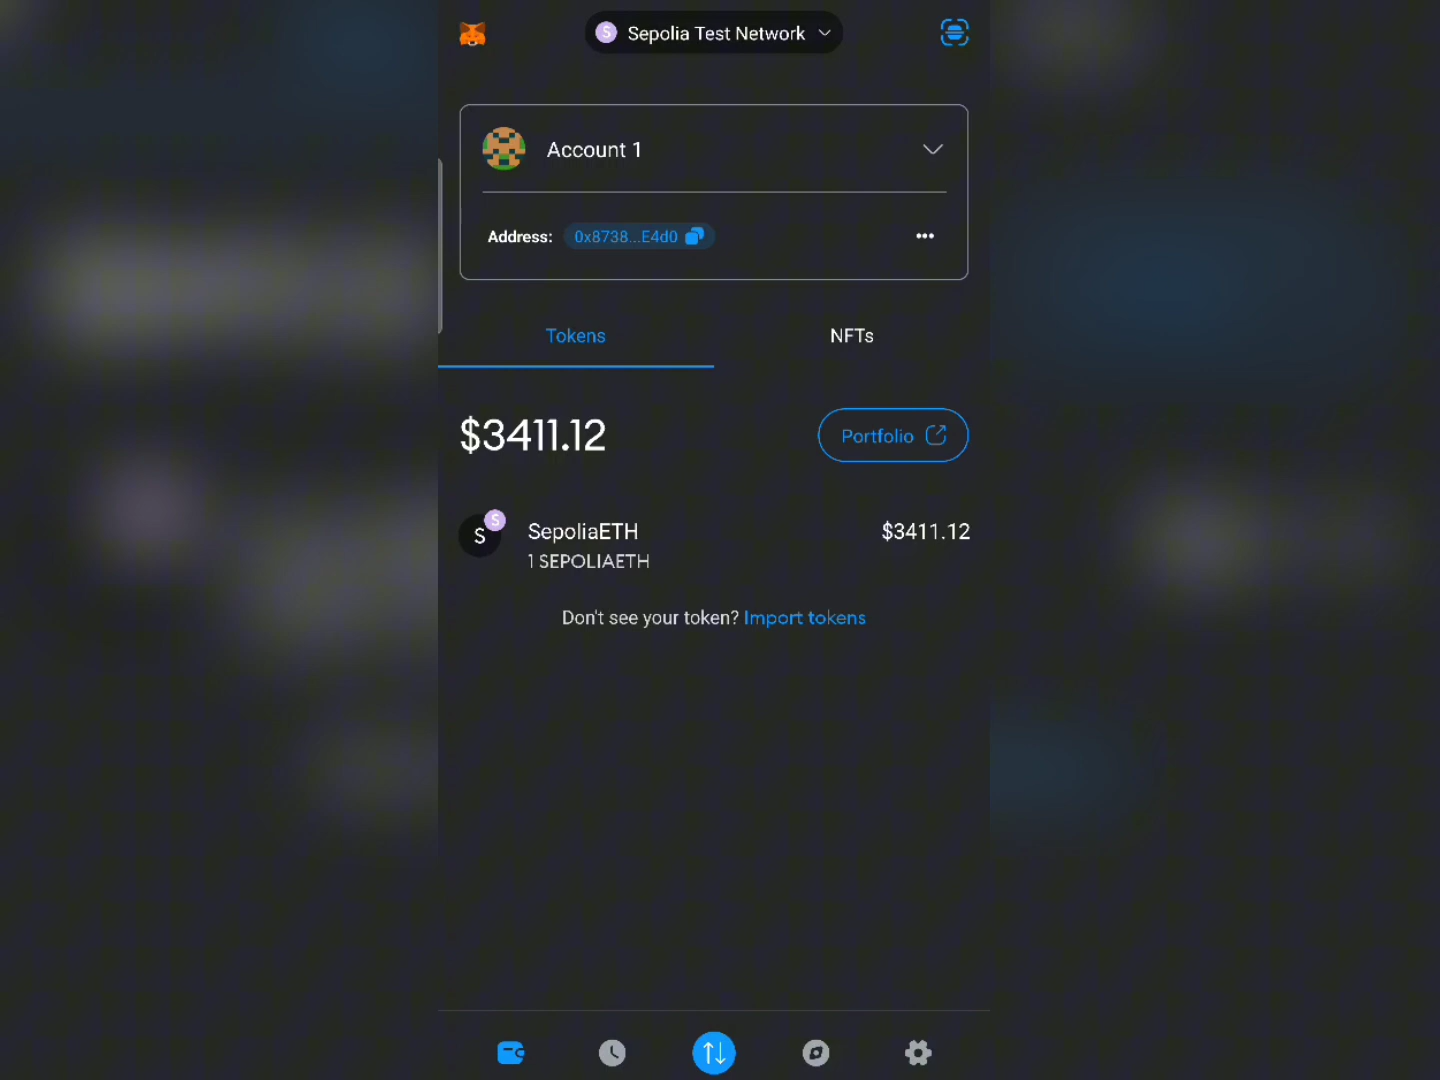 S Sepolia Test Network
Account 1
Address: 0x8738...E4d0
Tokens NFTs
$3411.12 Portfolio
S S SepoliaETH $3411.12
1 SEPOLIAETH
Don't see your token? Import tokens